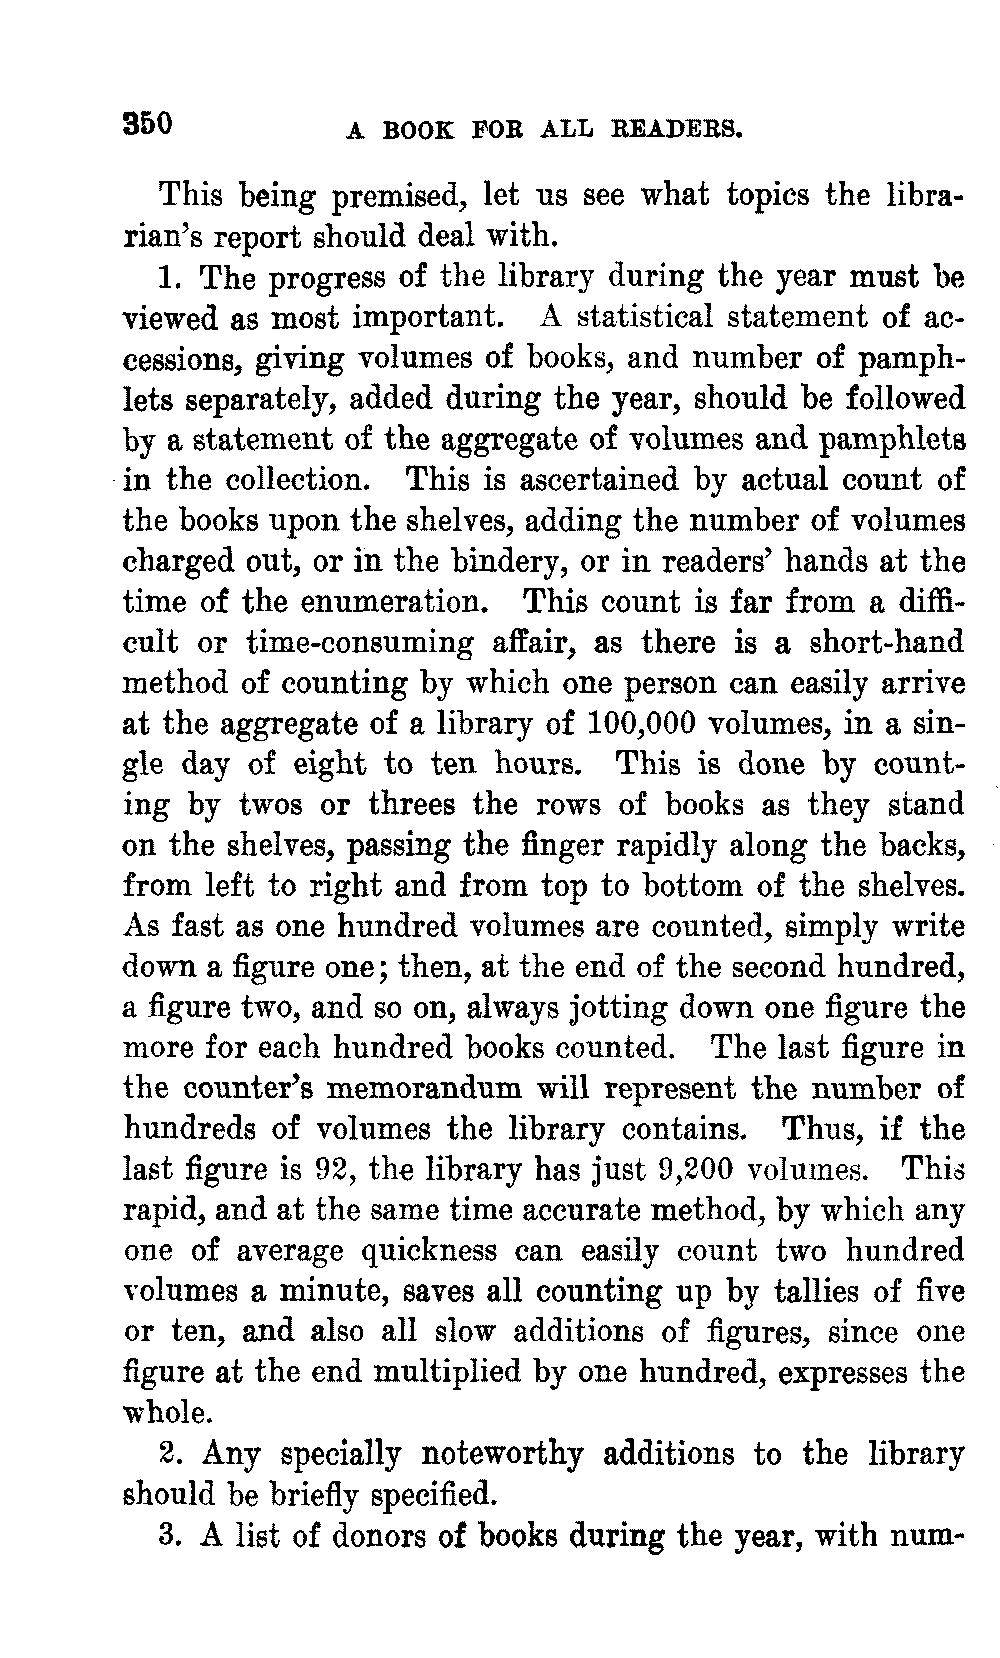 350 A BOOK FOR ALL READERS.
This being premised, let us see what topics the libra-
rian's report should deal with.
1. The progress of the library during the year must be
viewed as most important. A statistical statement of ac-
cessions, giving volumes of books, and number of pamph-
lets separately, added during the year, should be followed
by a statement of the aggregate of volumes and pamphlets
in the collection. This is ascertained by actual count of
the books upon the shelves, adding the number of volumes
charged out, or in the bindery, or in readers' hands at the
time of the enumeration. This count is far from a diffi-
cult or time-consuming affair, as there is a short-hand
method of counting by which one person can easily arrive
at the aggregate of a library of 100,000 volumes, in a sin-
gle day of eight to ten hours. This is done by count-
ing by twos or threes the rows of books as they stand
on the shelves, passing the finger rapidly along the backs,
from left to right and from top to bottom of the shelves.
As fast as one hundred volumes are counted, simply write
down a figure one; then, at the end of the second hundred,
a figure two, and so on, always jotting down one figure the
more for each hundred books counted. The last figure in
the counter's memorandum will represent the number of
hundreds of volumes the library contains. Thus, if the
last figure is 92, the library has just 9,200 volumes. This
rapid, and at the same time accurate method, by which any
one of average quickness can easily count two hundred
volumes a minute, saves all counting up by tallies of five
or ten, and also all slow additions of figures, since one
figure at the end multiplied by one hundred, expresses the
whole.
2. Any specially noteworthy additions to the library
should be briefly specified.
3. A list of donors of books during the year, with num-